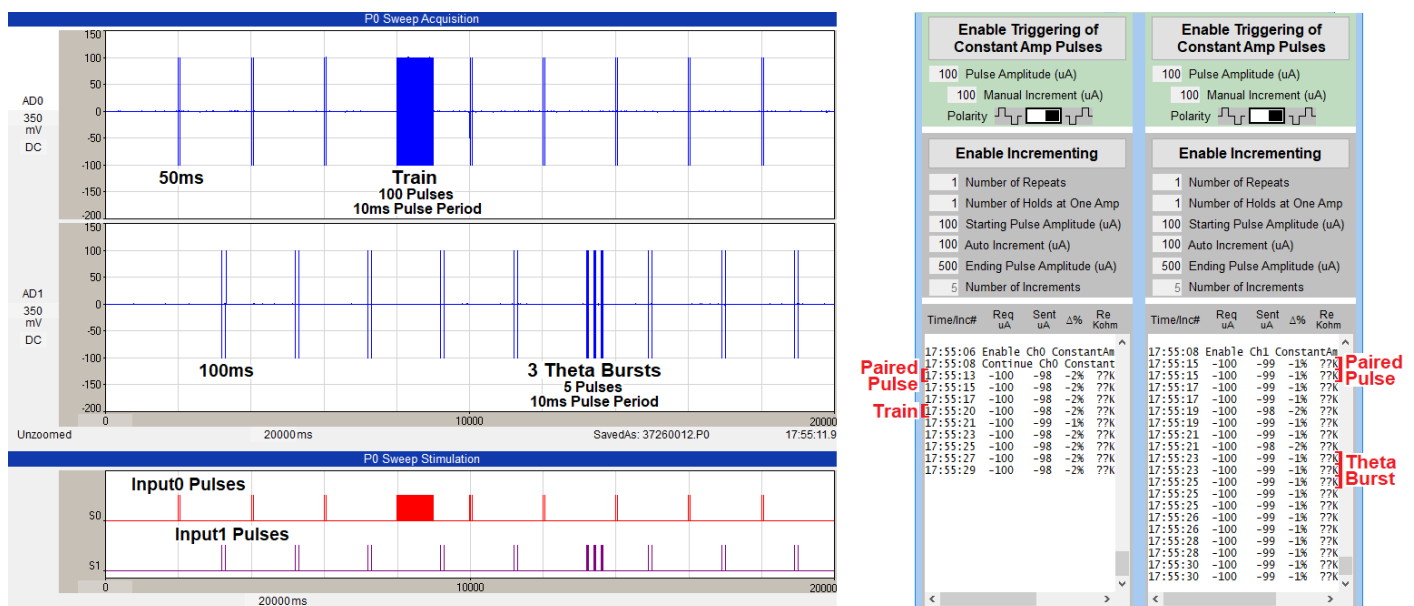 P0 Sweep Acquisition
150
100
50
0
-50
-100
-150
-200
AD0
350
mV
DC
50ms
Train
100 Pulses
10ms Pulse Period
150
100
50
0
-50
-100
-150
-200
AD1
350
mV
DC
100ms
3 Theta Bursts
5 Pulses
10ms Pulse Period
0 10000 20000
Unzoomed 20000ms SavedAs: 37260012.P0 17:55:11.9
P0 Sweep Stimulation
Input0 Pulses
S0
Input1 Pulses
S1
0 10000 20000
20000ms
Enable Triggering of
Constant Amp Pulses
100 Pulse Amplitude (uA)
100 Manual Increment (uA)
Polarity
Enable Incrementing
1 Number of Repeats
1 Number of Holds at One Amp
100 Starting Pulse Amplitude (uA)
100 Auto Increment (uA)
500 Ending Pulse Amplitude (uA)
5 Number of Increments
Time/Inc# Req uA Sent uA Δ% Re Kohm
17:55:06 Enable Ch0 ConstantAm
17:55:08 Continue Ch0 Constant
17:55:13 -100 -98 -2% ??K
17:55:15 -100 -98 -2% ??K
17:55:17 -100 -98 -2% ??K
17:55:20 -100 -98 -2% ??K
17:55:21 -100 -99 -1% ??K
17:55:23 -100 -98 -2% ??K
17:55:25 -100 -98 -2% ??K
17:55:27 -100 -98 -2% ??K
17:55:29 -100 -98 -2% ??K
Paired
Pulse
Train
Enable Triggering of
Constant Amp Pulses
100 Pulse Amplitude (uA)
100 Manual Increment (uA)
Polarity
Enable Incrementing
1 Number of Repeats
1 Number of Holds at One Amp
100 Starting Pulse Amplitude (uA)
100 Auto Increment (uA)
500 Ending Pulse Amplitude (uA)
5 Number of Increments
Time/Inc# Req uA Sent uA Δ% Re Kohm
17:55:08 Enable Ch1 ConstantAm
17:55:15 -100 -99 -1% ??K
17:55:15 -100 -99 -1% ??K
17:55:17 -100 -99 -1% ??K
17:55:19 -100 -98 -2% ??K
17:55:19 -100 -99 -1% ??K
17:55:21 -100 -99 -1% ??K
17:55:21 -100 -98 -2% ??K
17:55:23 -100 -99 -1% ??K
17:55:23 -100 -99 -1% ??K
17:55:25 -100 -99 -1% ??K
17:55:25 -100 -99 -1% ??K
17:55:25 -100 -99 -1% ??K
17:55:26 -100 -99 -1% ??K
17:55:26 -100 -99 -1% ??K
17:55:28 -100 -99 -1% ??K
17:55:28 -100 -99 -1% ??K
17:55:30 -100 -99 -1% ??K
17:55:30 -100 -99 -1% ??K
Paired
Pulse
Theta
Burst